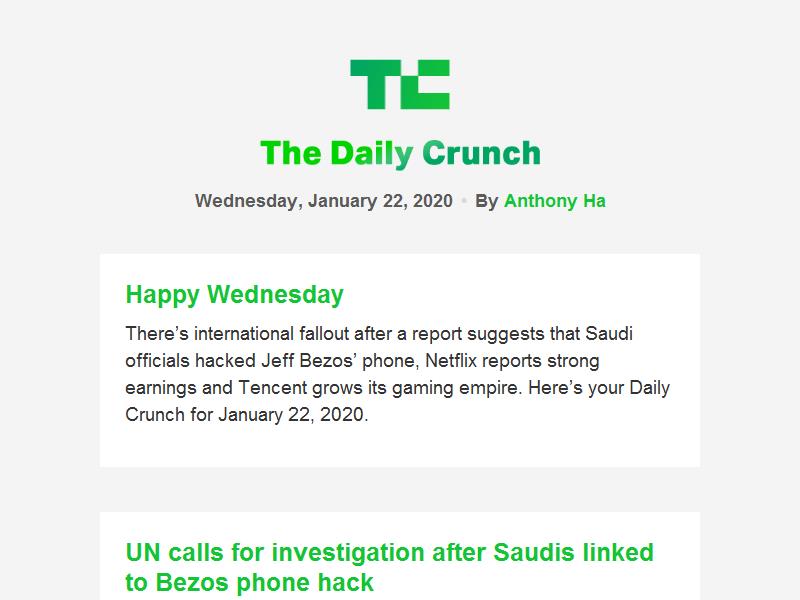 TC
The Daily Crunch
Wednesday, January 22, 2020 • By Anthony Ha
Happy Wednesday
There’s international fallout after a report suggests that Saudi
officials hacked Jeff Bezos’ phone, Netflix reports strong
earnings and Tencent grows its gaming empire. Here’s your Daily
Crunch for January 22, 2020.
UN calls for investigation after Saudis linked
to Bezos phone hack